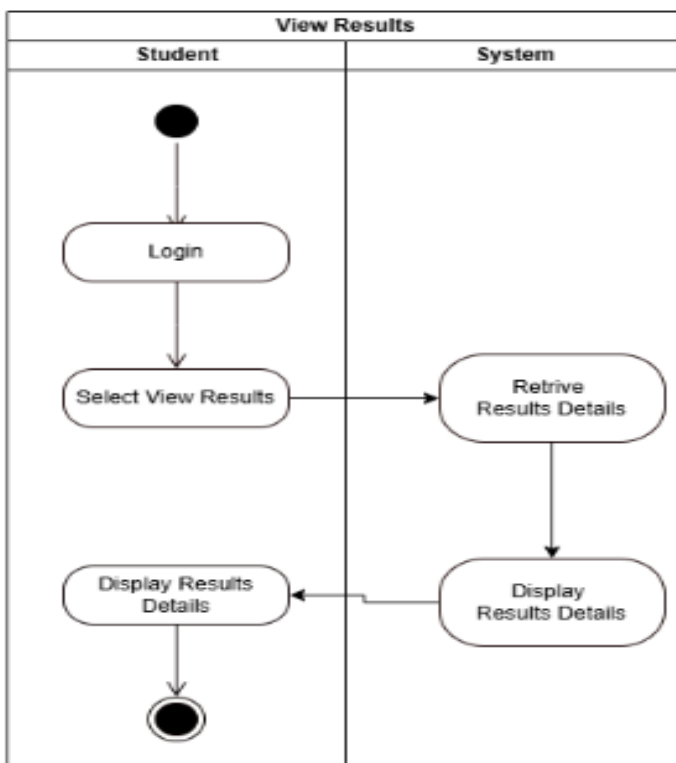 View Results
Student
System
Login
Select View Results
Retrive
Results Details
Display Results
Details
Display
Results Details